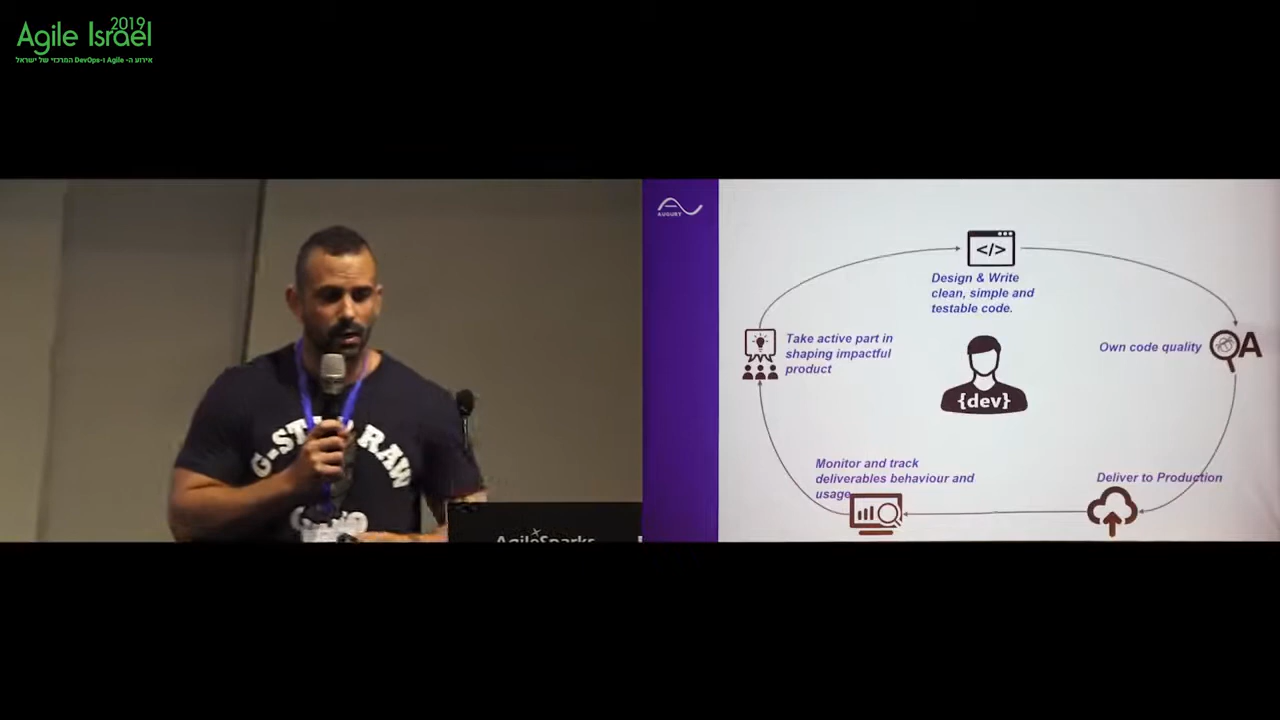 2019
Agile Israel
אירוע ה- Agile ו-DevOps המרכזי של ישראל
G-STAR RAW
AgileSparks
AUGURY
</>
Design & Write
clean, simple and
testable code.
Take active part in
shaping impactful
product
Own code quality
QA
{dev}
Monitor and track
deliverables behaviour and
usage
Deliver to Production